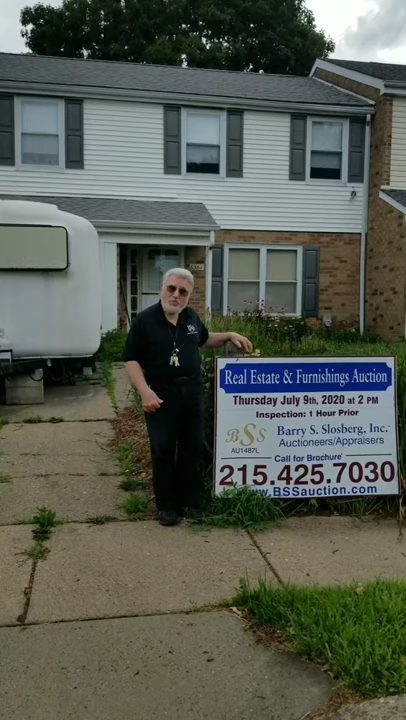 Real Estate & Furnishings Auction
Thursday July 9th, 2020 at 2 PM
Inspection: 1 Hour Prior
BSS
AU1487L
Barry S. Slosberg, Inc.
Auctioneers/Appraisers
Call for Brochure
215.425.7030
www.BSSauction.com